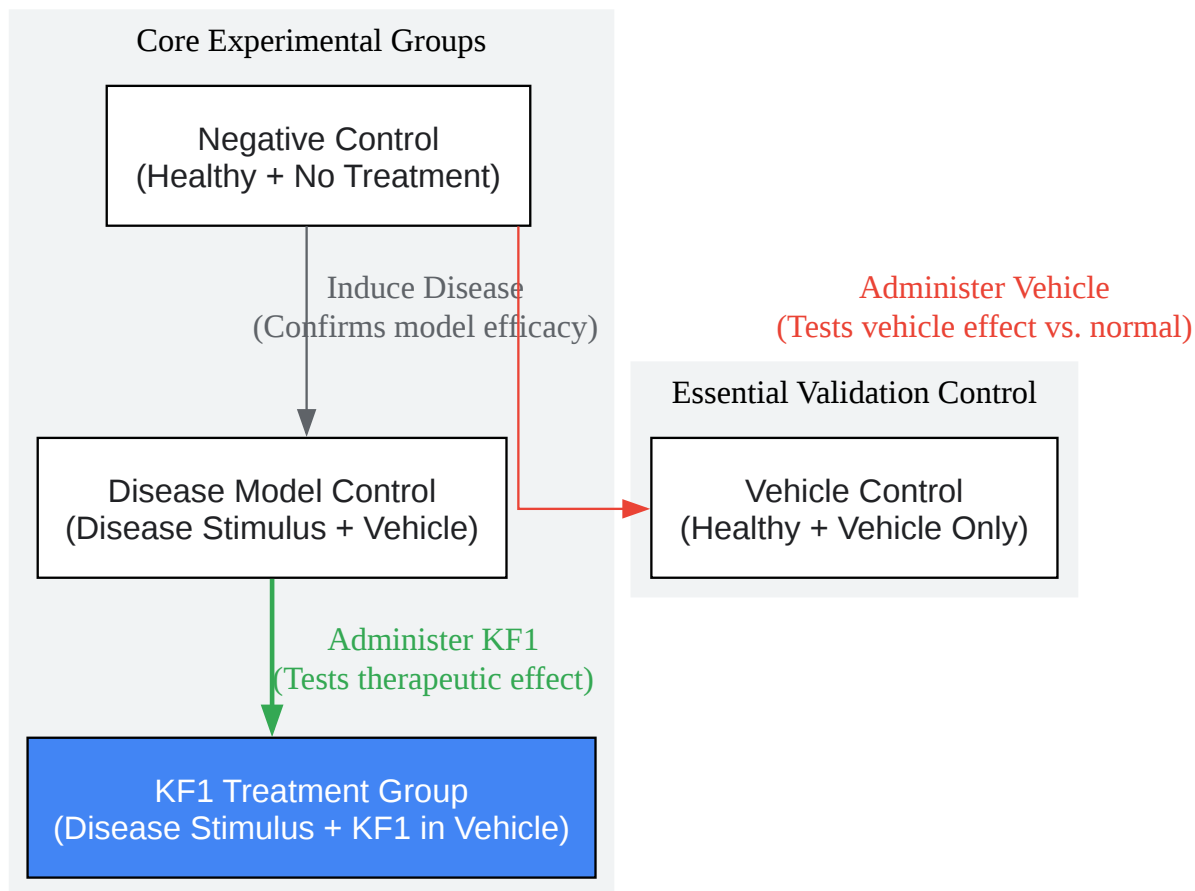 Core Experimental Groups
Negative Control
(Healthy + No Treatment)
Induce Disease
(Confirms model efficacy)
Administer Vehicle
(Tests vehicle effect vs. normal)
Essential Validation Control
Disease Model Control
(Disease Stimulus + Vehicle)
Vehicle Control
(Healthy + Vehicle Only)
Administer KF1
(Tests therapeutic effect)
KF1 Treatment Group
(Disease Stimulus + KF1 in Vehicle)